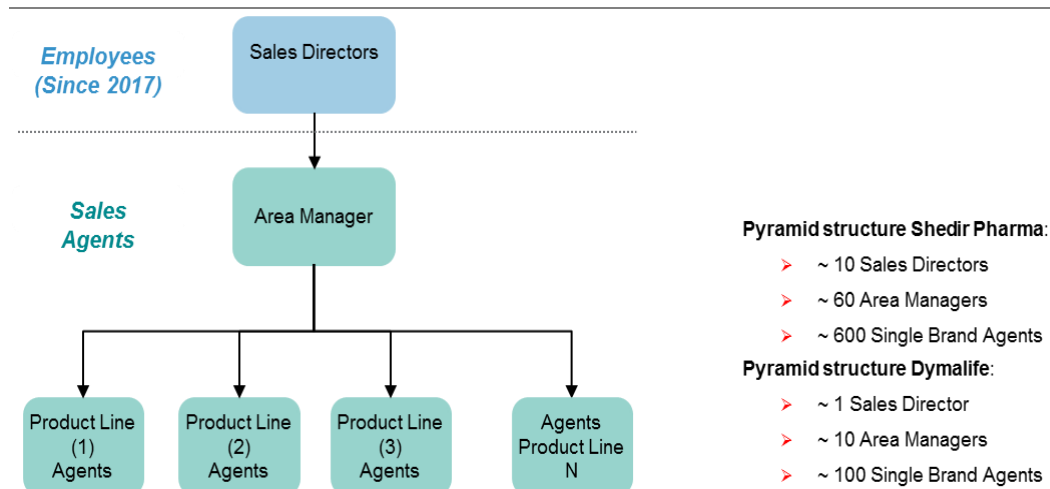 Employees
(Since 2017)
Sales Directors
Sales
Agents
Area Manager
Product Line
(1)
Agents
Product Line
(2)
Agents
Product Line
(3)
Agents
Agents
Product Line
N
Pyramid structure Shedir Pharma:
~ 10 Sales Directors
~ 60 Area Managers
~ 600 Single Brand Agents
Pyramid structure Dymalife:
~ 1 Sales Director
~ 10 Area Managers
~ 100 Single Brand Agents